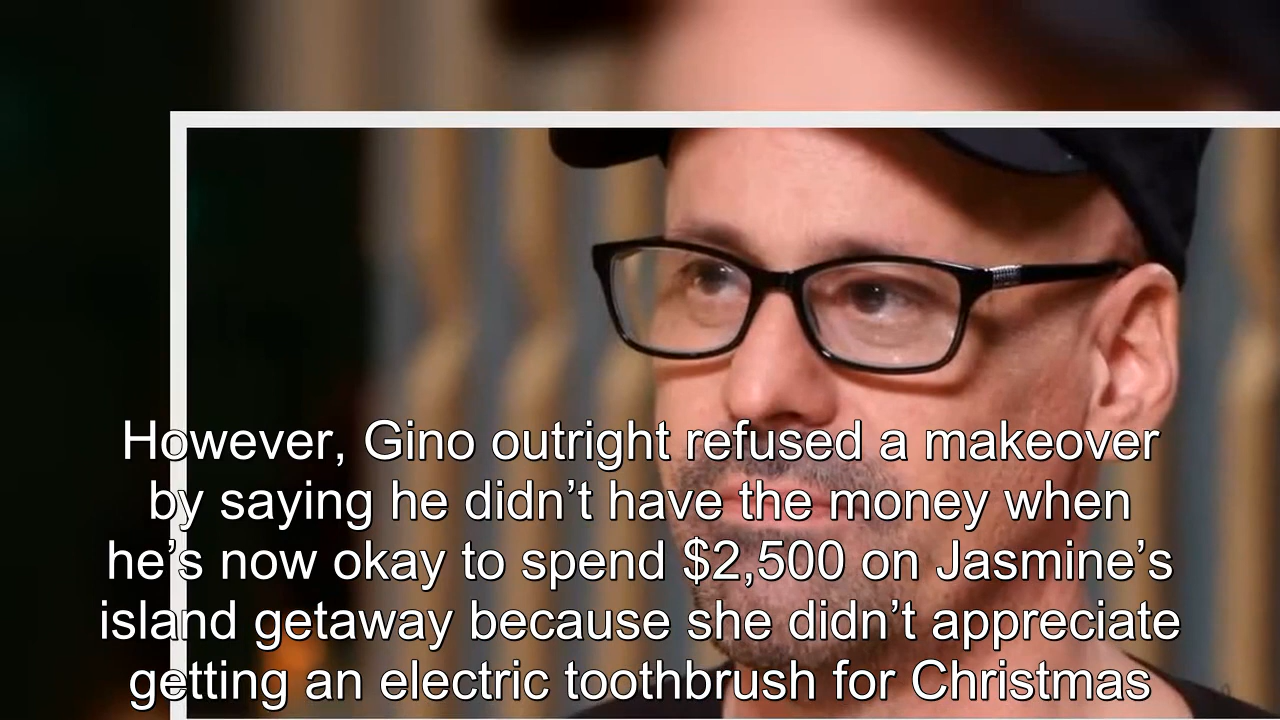 However, Gino outright refused a makeover
by saying he didn’t have the money when
he’s now okay to spend $2,500 on Jasmine’s
island getaway because she didn’t appreciate
getting an electric toothbrush for Christmas